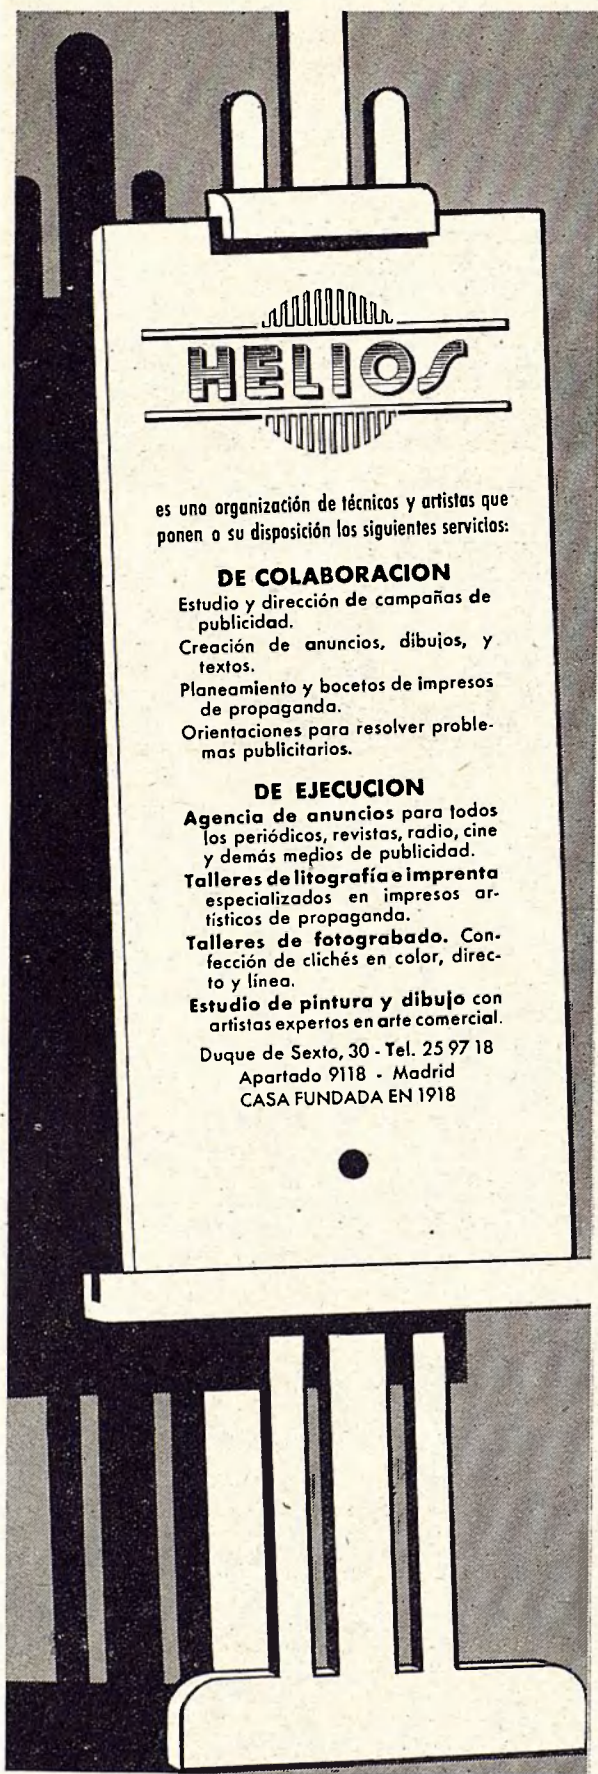 HELIOS
es una organización de técnicos y artistas que
ponen a su disposición los siguientes servicios:
DE COLABORACION
Estudio y dirección de campañas de
publicidad.
Creación de anuncios, dibujos, y
textos.
Planeamiento y bocetos de impresos
de propaganda.
Orientaciones para resolver proble-
mas publicitarios.
DE EJECUCION
Agencia de anuncios para todos
los periódicos, revistas, radio, cine
y demás medios de publicidad.
Talleres de litografía e imprenta
especializados en impresos ar-
tísticos de propaganda.
Talleres de fotograbado. Con-
fección de clichés en color, direc-
to y línea.
Estudio de pintura y dibujo con
artistas expertos en arte comercial.
Duque de Sexto, 30 - Tel. 25 97 18
Apartado 9118 - Madrid
CASA FUNDADA EN 1918